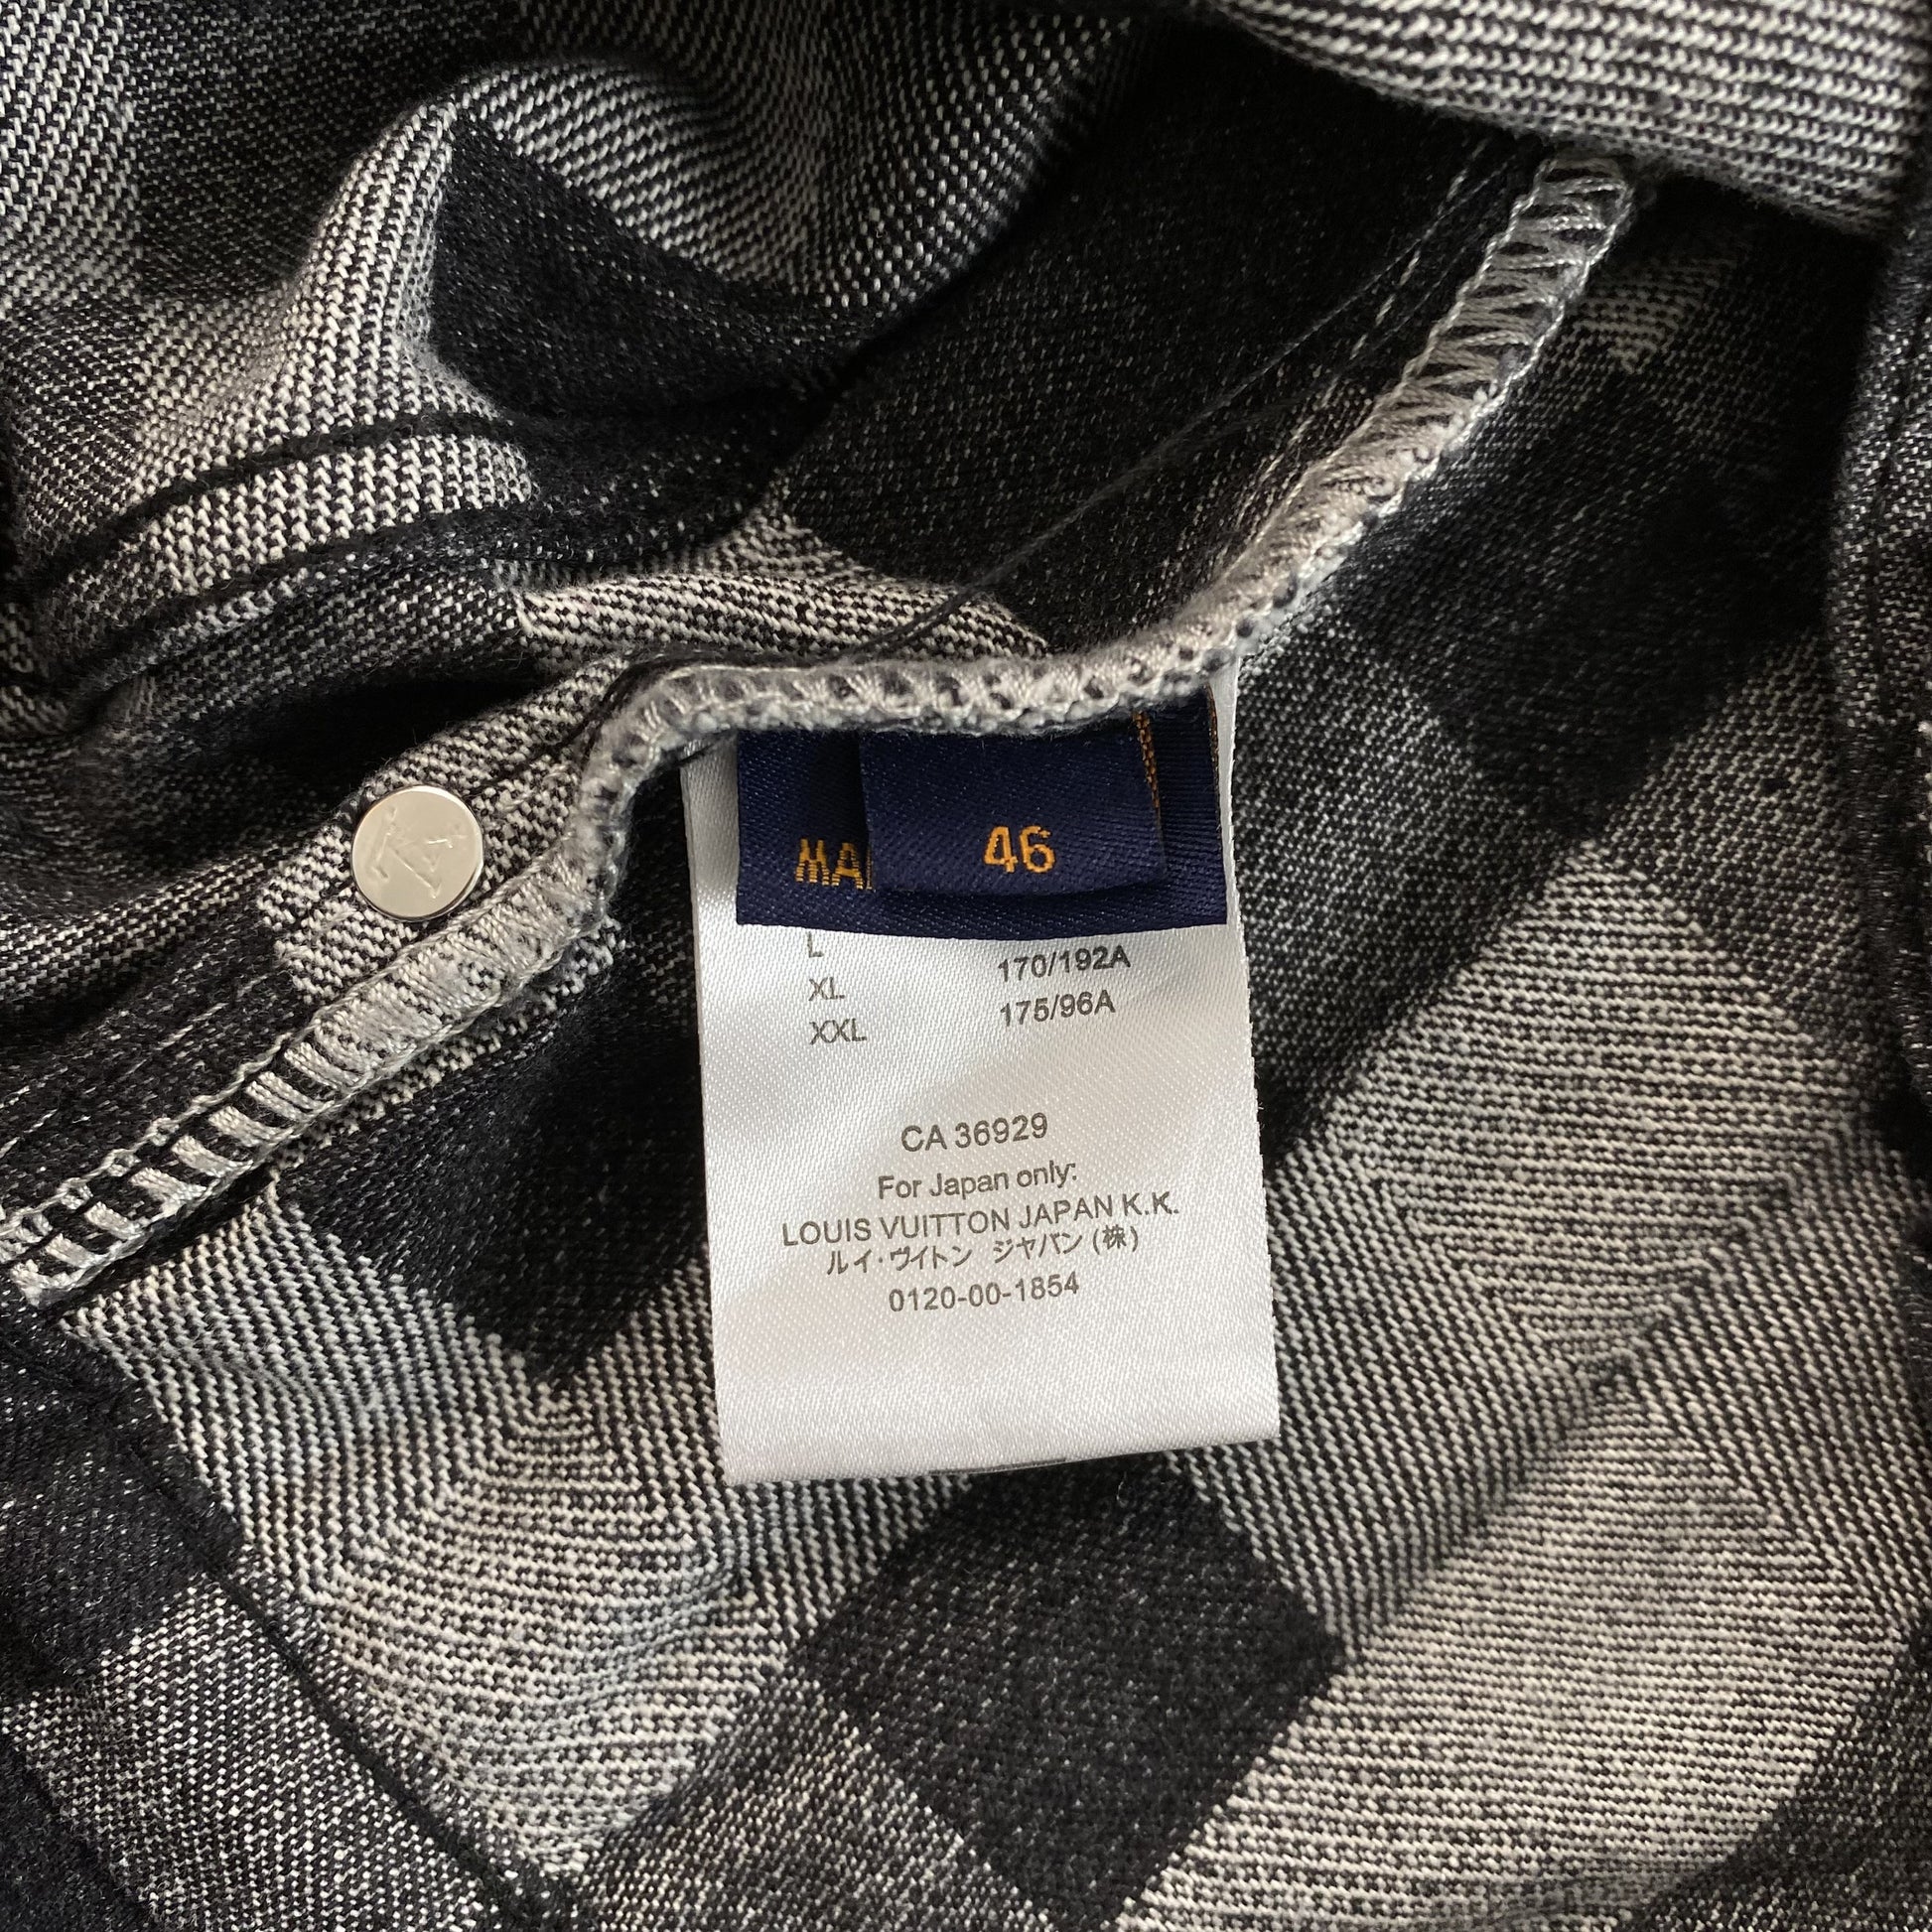 LV
MA
46
L
XL
170/192A
XXL
175/96A
CA 36929
For Japan only:
LOUIS VUITTON JAPAN K.K.
ルイ・ヴィトン ジャパン (株)
0120-00-1854